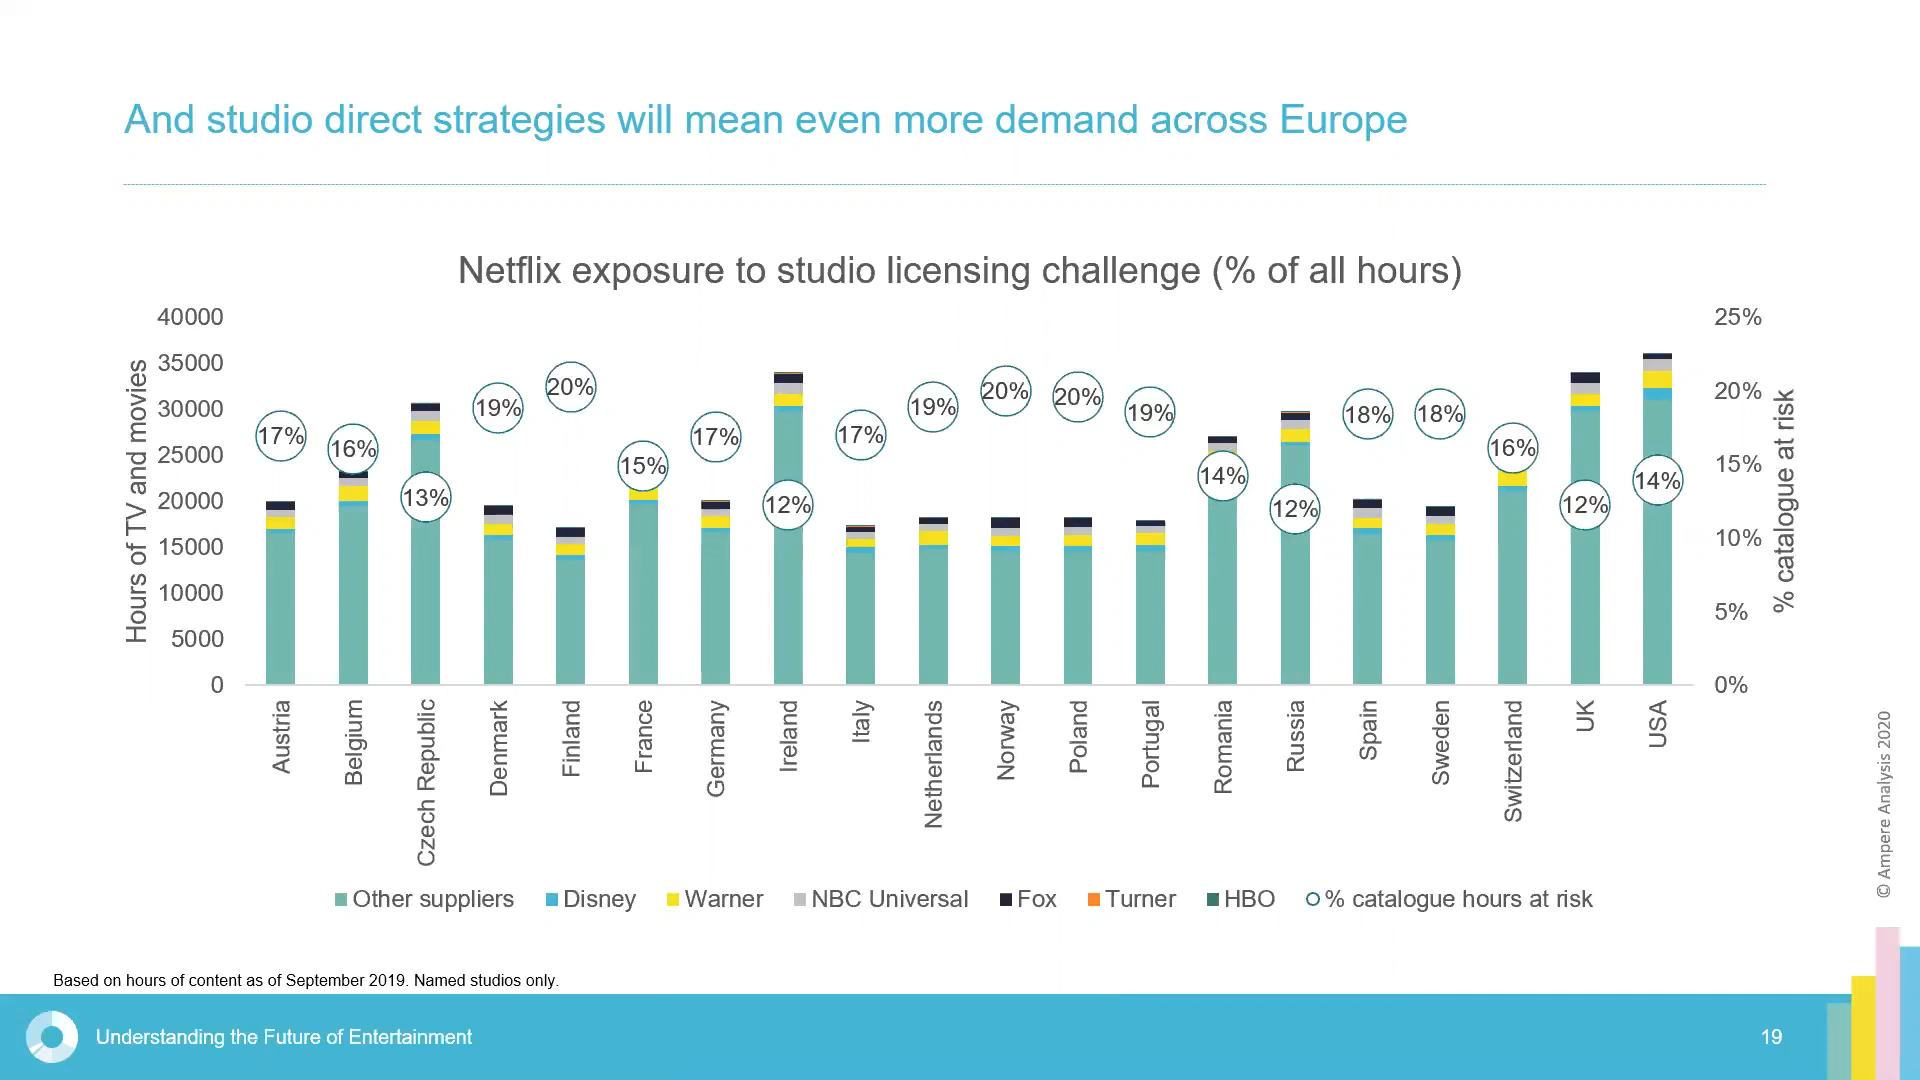 And studio direct strategies will mean even more demand across Europe
Netflix exposure to studio licensing challenge (% of all hours)
Hours of TV and movies
40000
35000
30000
25000
20000
15000
10000
5000
0
17%
16%
13%
19%
20%
15%
17%
12%
17%
19%
20%
20%
19%
14%
12%
18%
18%
16%
12%
14%
25%
20%
15%
10%
5%
0%
% catalogue at risk
Austria
Belgium
Czech Republic
Denmark
Finland
France
Germany
Ireland
Italy
Netherlands
Norway
Poland
Portugal
Romania
Russia
Spain
Sweden
Switzerland
UK
USA
Other suppliers Disney Warner NBC Universal Fox Turner HBO % catalogue hours at risk
© Ampere Analysis 2020
Based on hours of content as of September 2019. Named studios only.
Understanding the Future of Entertainment
19